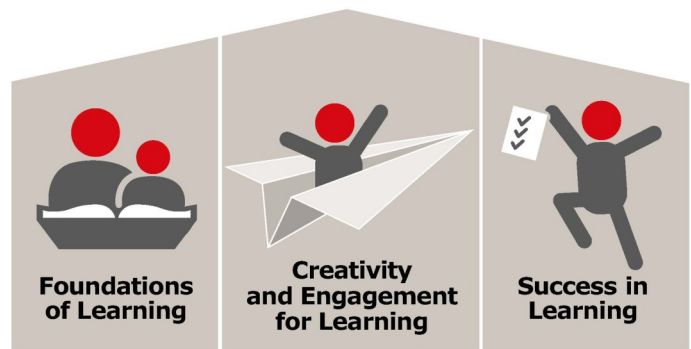 Foundations
of Learning
Creativity
and Engagement
for Learning
Success in
Learning